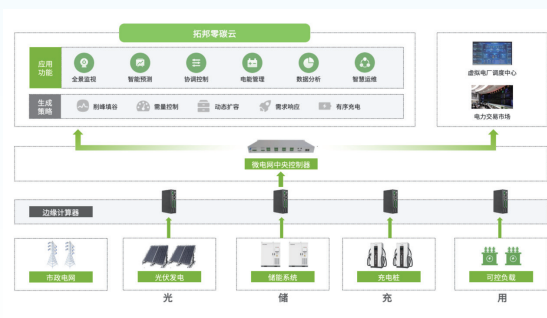 拓邦零碳云
应用
功能
全景监视
智能预测
协调控制
电能管理
数据分析
智慧运维
生成
策略
削峰填谷
需量控制
动态扩容
需求响应
有序充电
虚拟电厂调度中心
电力交易市场
微电网中央控制器
边缘计算器
市政电网
光伏发电
储能系统
充电桩
可控负载
光
储
充
用